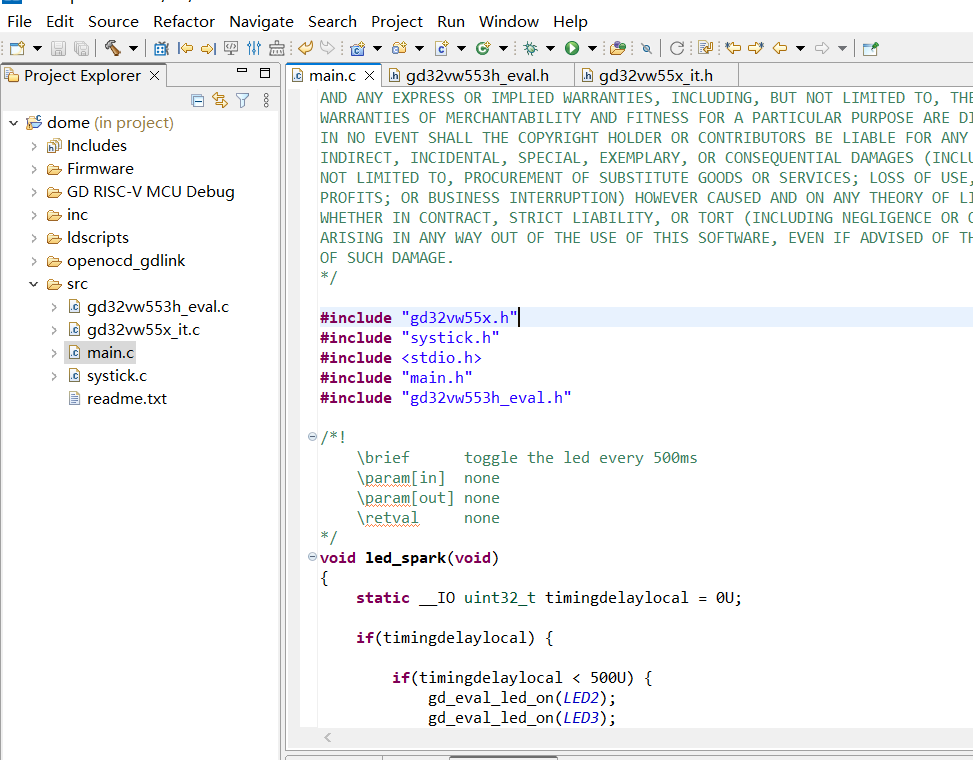 File Edit Source Refactor Navigate Search Project Run Window Help
Project Explorer
main.c
gd32vw553h_eval.h
gd32vw55x_it.h
dome (in project)
Includes
Firmware
GD RISC-V MCU Debug
inc
ldscripts
openocd_gdlink
src
gd32vw553h_eval.c
gd32vw55x_it.c
main.c
systick.c
readme.txt
AND ANY EXPRESS OR IMPLIED WARRANTIES, INCLUDING, BUT NOT LIMITED TO, THE
WARRANTIES OF MERCHANTABILITY AND FITNESS FOR A PARTICULAR PURPOSE ARE DI
IN NO EVENT SHALL THE COPYRIGHT HOLDER OR CONTRIBUTORS BE LIABLE FOR ANY
INDIRECT, INCIDENTAL, SPECIAL, EXEMPLARY, OR CONSEQUENTIAL DAMAGES (INCLU
NOT LIMITED TO, PROCUREMENT OF SUBSTITUTE GOODS OR SERVICES; LOSS OF USE,
PROFITS; OR BUSINESS INTERRUPTION) HOWEVER CAUSED AND ON ANY THEORY OF LI
WHETHER IN CONTRACT, STRICT LIABILITY, OR TORT (INCLUDING NEGLIGENCE OR O
ARISING IN ANY WAY OUT OF THE USE OF THIS SOFTWARE, EVEN IF ADVISED OF TH
OF SUCH DAMAGE.
*/
#include "gd32vw55x.h"
#include "systick.h"
#include <stdio.h>
#include "main.h"
#include "gd32vw553h_eval.h"
/*!
\brief toggle the led every 500ms
\param[in] none
\param[out] none
\retval none
*/
void led_spark(void)
{
static __IO uint32_t timingdelaylocal = 0U;
if(timingdelaylocal) {
if(timingdelaylocal < 500U) {
gd_eval_led_on(LED2);
gd_eval_led_on(LED3);